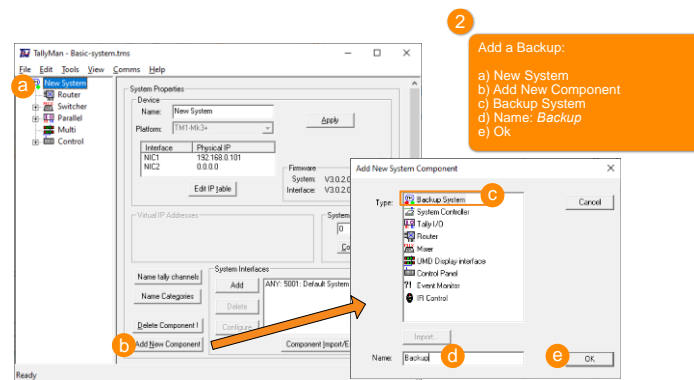 2
Add a Backup:
a) New System
b) Add New Component
c) Backup System
d) Name: Backup
e) Ok
TallyMan - Basic-system.tms
File Edit Tools View Comms Help
a
New System
Router
Switcher
Parallel
Multi
Control
System Properties
Device
Name: New System
Apply
Platform: TM1-Mk3+
Interface Physical IP
NIC1 192.168.0.101
NIC2 0.0.0.0
Edit IP table
Firmware
System: V3.0.2.0
Interface: V3.0.2.0
Virtual IP Addresses
System
0
Co
Name tally channels
Name Categories
Delete Component !
b
Add New Component
System Interfaces
Add
Delete
Configure
ANY: 5001: Default System
Component Import/E
Ready
Add New System Component
Type:
Backup System
c
System Controller
Tally I/O
Router
Mixer
UMD Display interface
Control Panel
?! Event Monitor
IR Control
Cancel
Import...
Name: Backup
d
e
OK